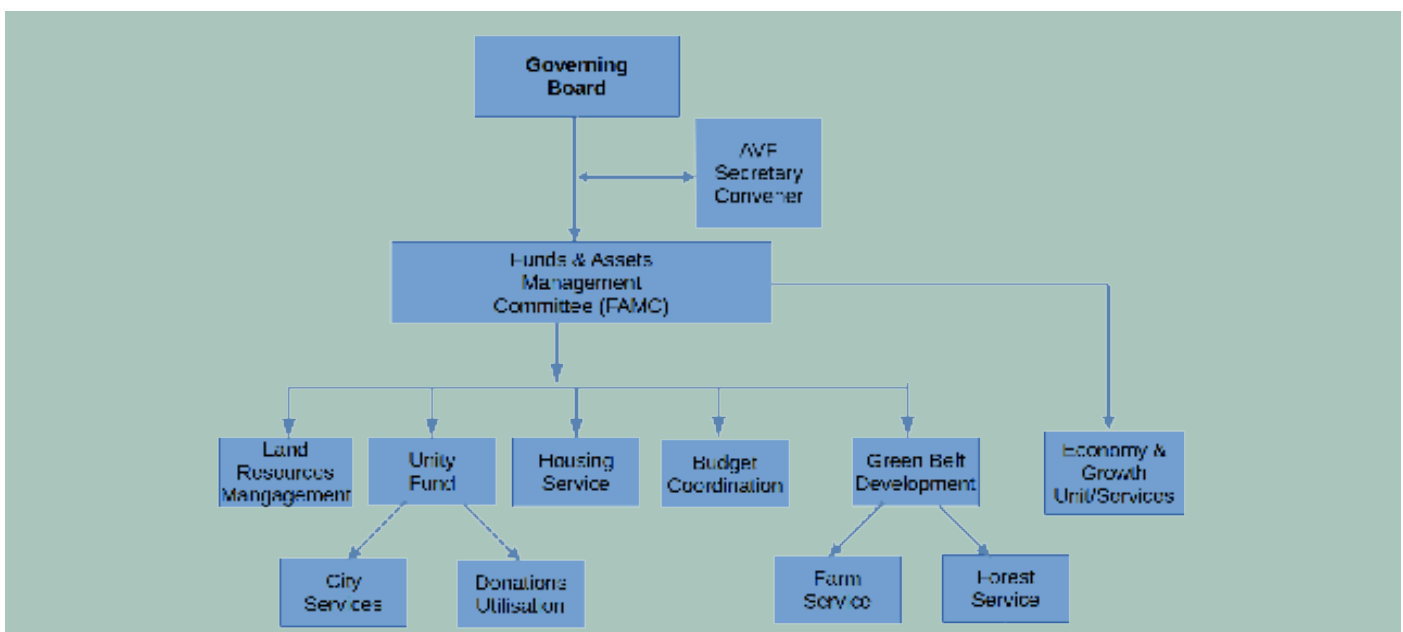 Governing
Board
AVF
Secretary
Convener
Funds & Assets
Management
Committee (FAMC)
Land
Resources
Mangagement
Unity
Fund
Housing
Service
Budget
Coordination
Green Belt
Development
Economy &
Growth
Unit/Services
City
Services
Donations
Utilisation
Farm
Service
Forest
Service